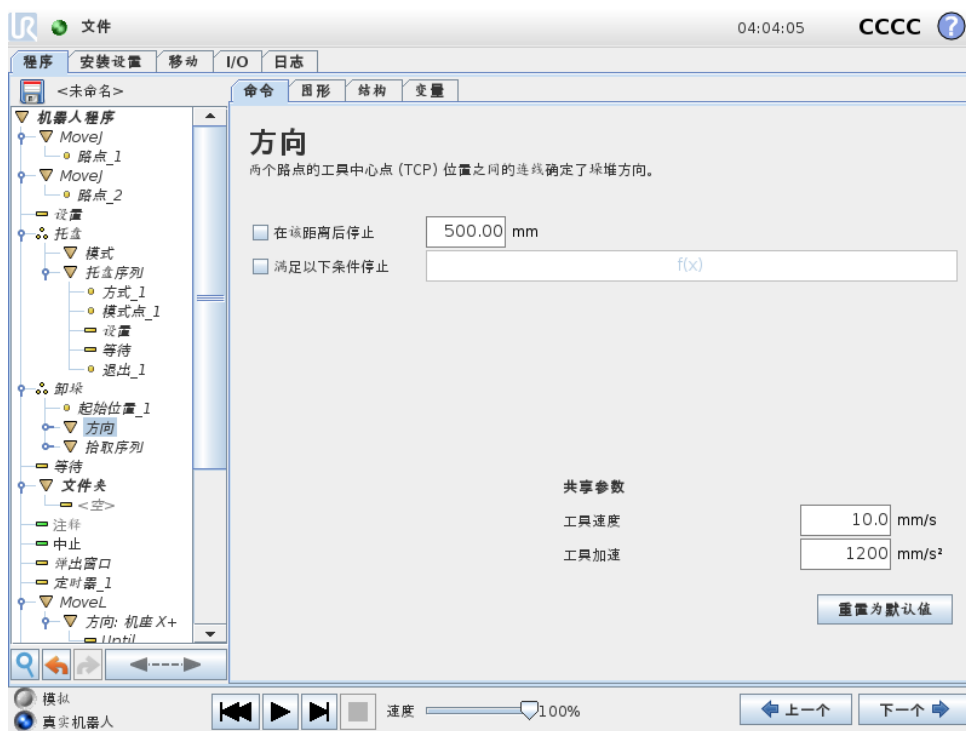 UR 文件 04:04:05 CCCC ?
程序 安装设置 移动 I/O 日志
<未命名>
命令 图形 结构 变量
机器人程序
MoveJ
路点_1
MoveJ
路点_2
设置
托盘
模式
托盘序列
方式_1
模式点_1
设置
等待
退出_1
卸垛
起始位置_1
方向
拾取序列
等待
文件夹
<空>
注释
中止
弹出窗口
定时器_1
MoveL
方向: 机座 X+
Until
方向
两个路点的工具中心点 (TCP) 位置之间的连线确定了垛堆方向。
在该距离后停止 500.00 mm
满足以下条件停止 f(x)
共享参数
工具速度 10.0 mm/s
工具加速 1200 mm/s²
重置为默认值
模拟
真实机器人
速度 100%
上一个 下一个